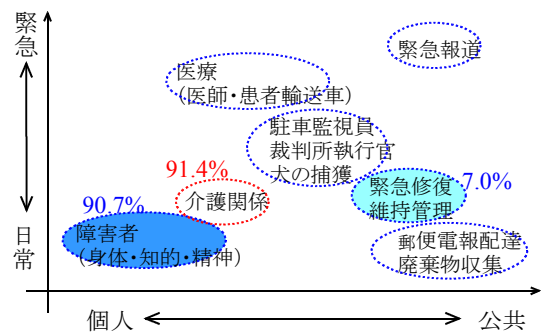 緊急
緊急報道
医療
（医師・患者輸送車）
駐車監視員
裁判所執行官
犬の捕獲
91.4%
介護関係
緊急修復
維持管理
7.0%
90.7%
障害者
（身体・知的・精神）
郵便電報配達
廃棄物収集
日常
個人
公共